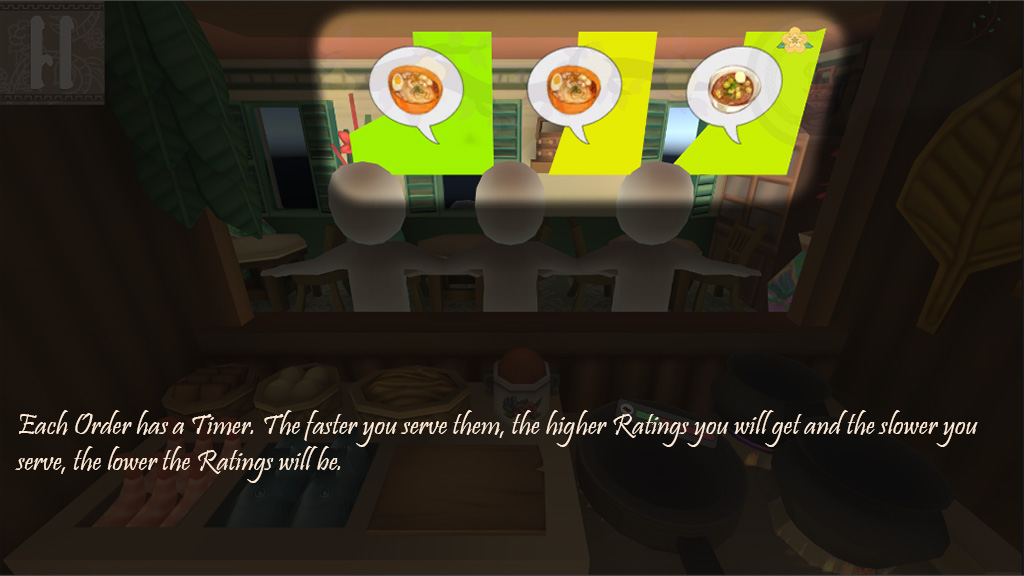 Each Order has a Timer. The faster you serve them, the higher Ratings you will get and the slower you
serve, the lower the Ratings will be.